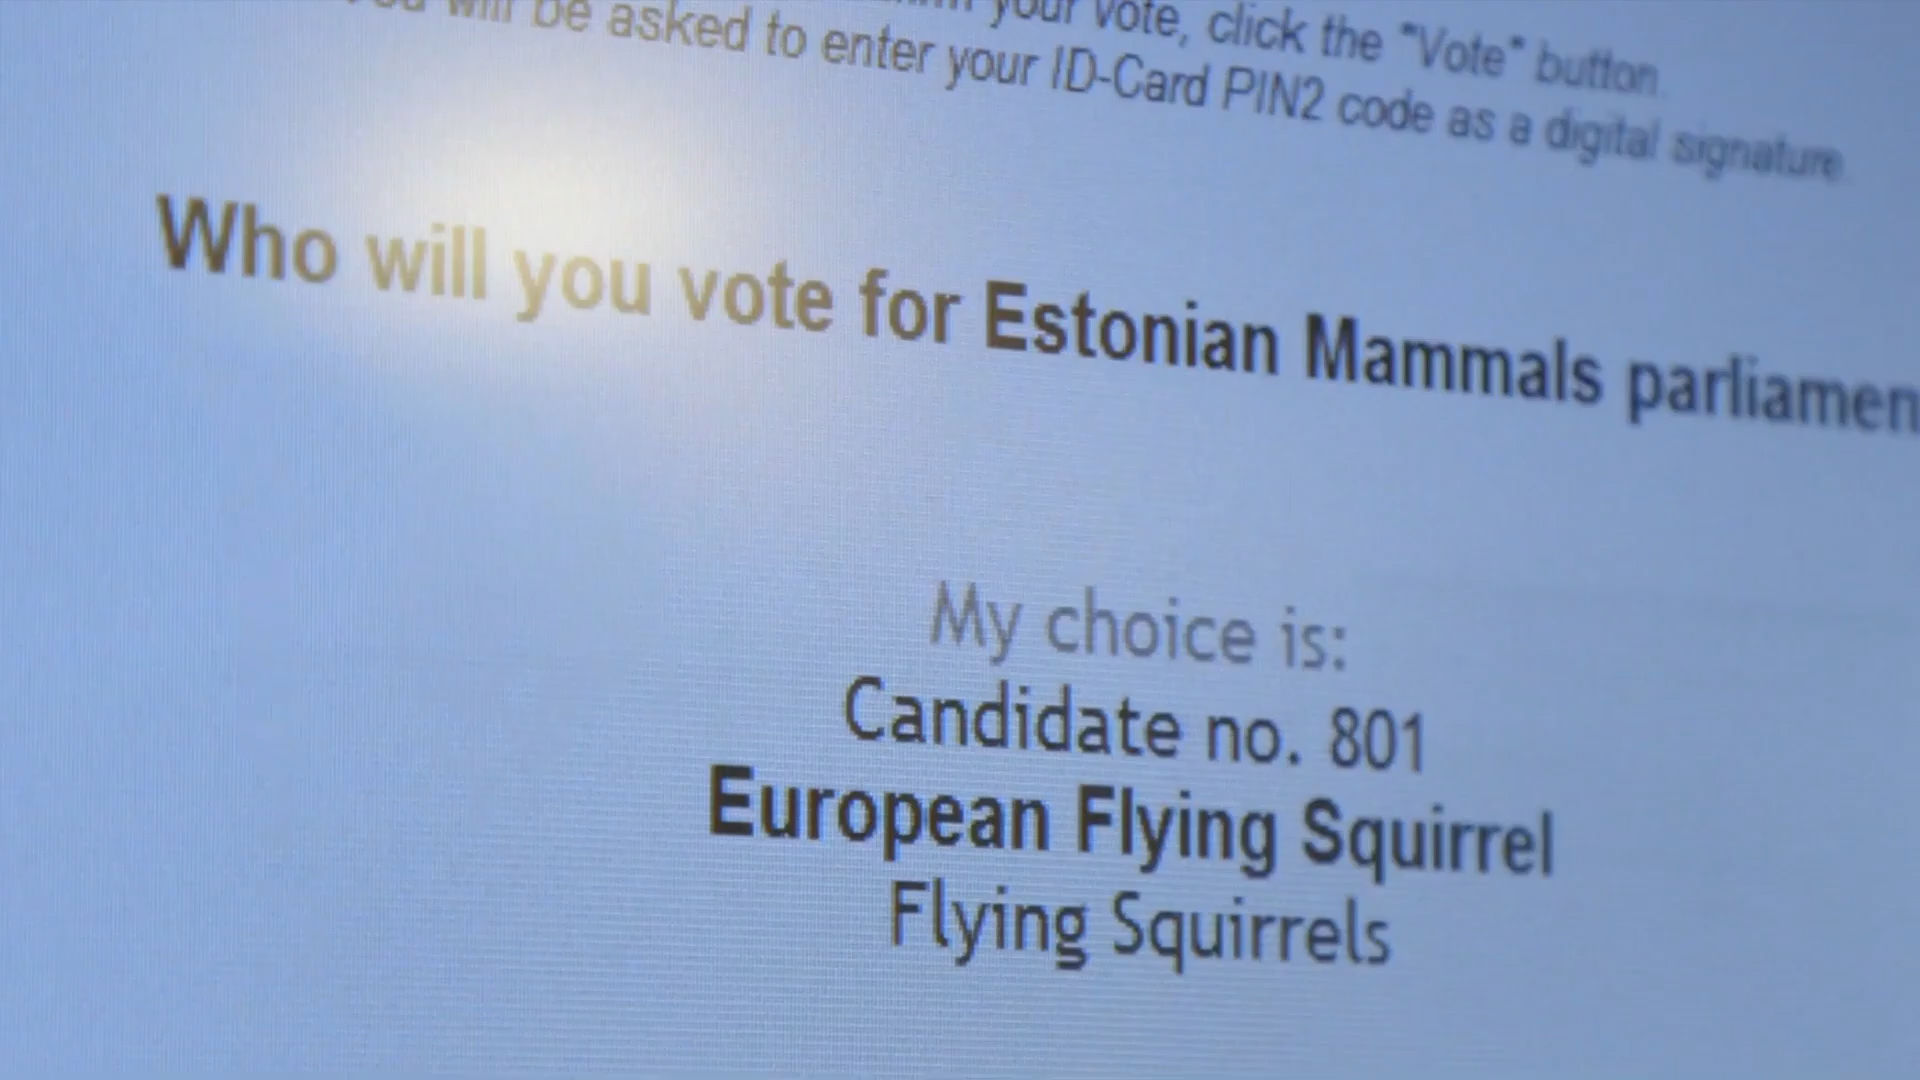 your vote, click the "Vote" button.
will be asked to enter your ID-Card PIN2 code as a digital signature.
Who will you vote for Estonian Mammals parliamen
My choice is:
Candidate no. 801
European Flying Squirrel
Flying Squirrels